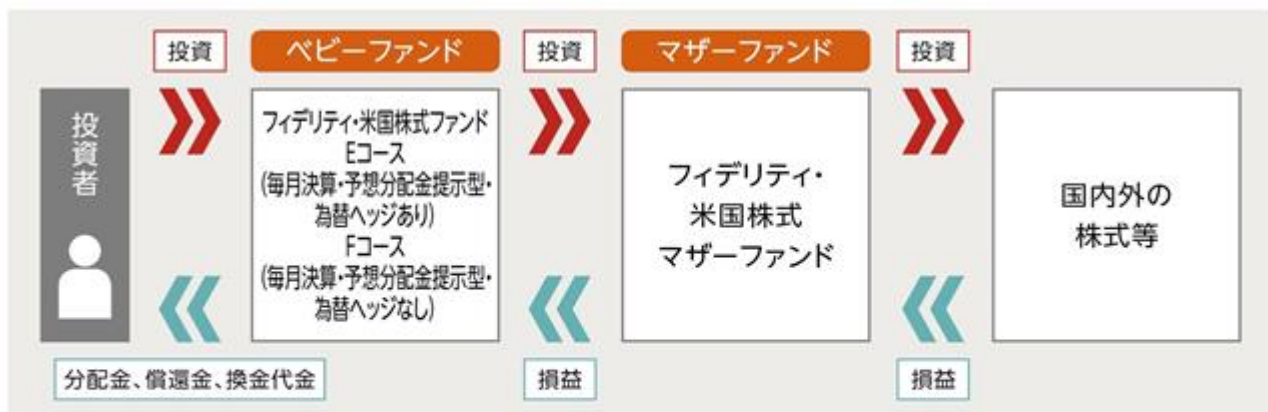 投資
ベビーファンド
投資
マザーファンド
投資
投資者
フィデリティ・米国株式ファンド
Eコース
(毎月決算・予想分配金提示型・
為替ヘッジあり)
Fコース
(毎月決算・予想分配金提示型・
為替ヘッジなし)
フィデリティ・
米国株式
マザーファンド
国内外の
株式等
分配金、償還金、換金代金
損益
損益